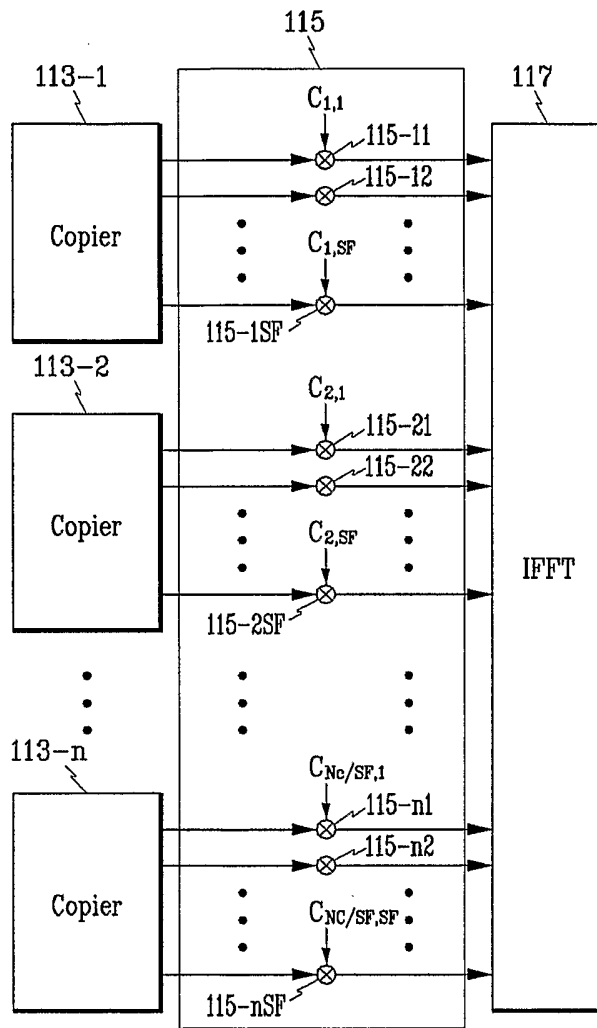 115
113-1
117
C1,1
115-11
115-12
Copier
C1,SF
115-1SF
113-2
C2,1
115-21
115-22
Copier
C2,SF
IFFT
115-2SF
113-n
CNc/SF,1
115-n1
115-n2
Copier
CNC/SF,SF
115-nSF